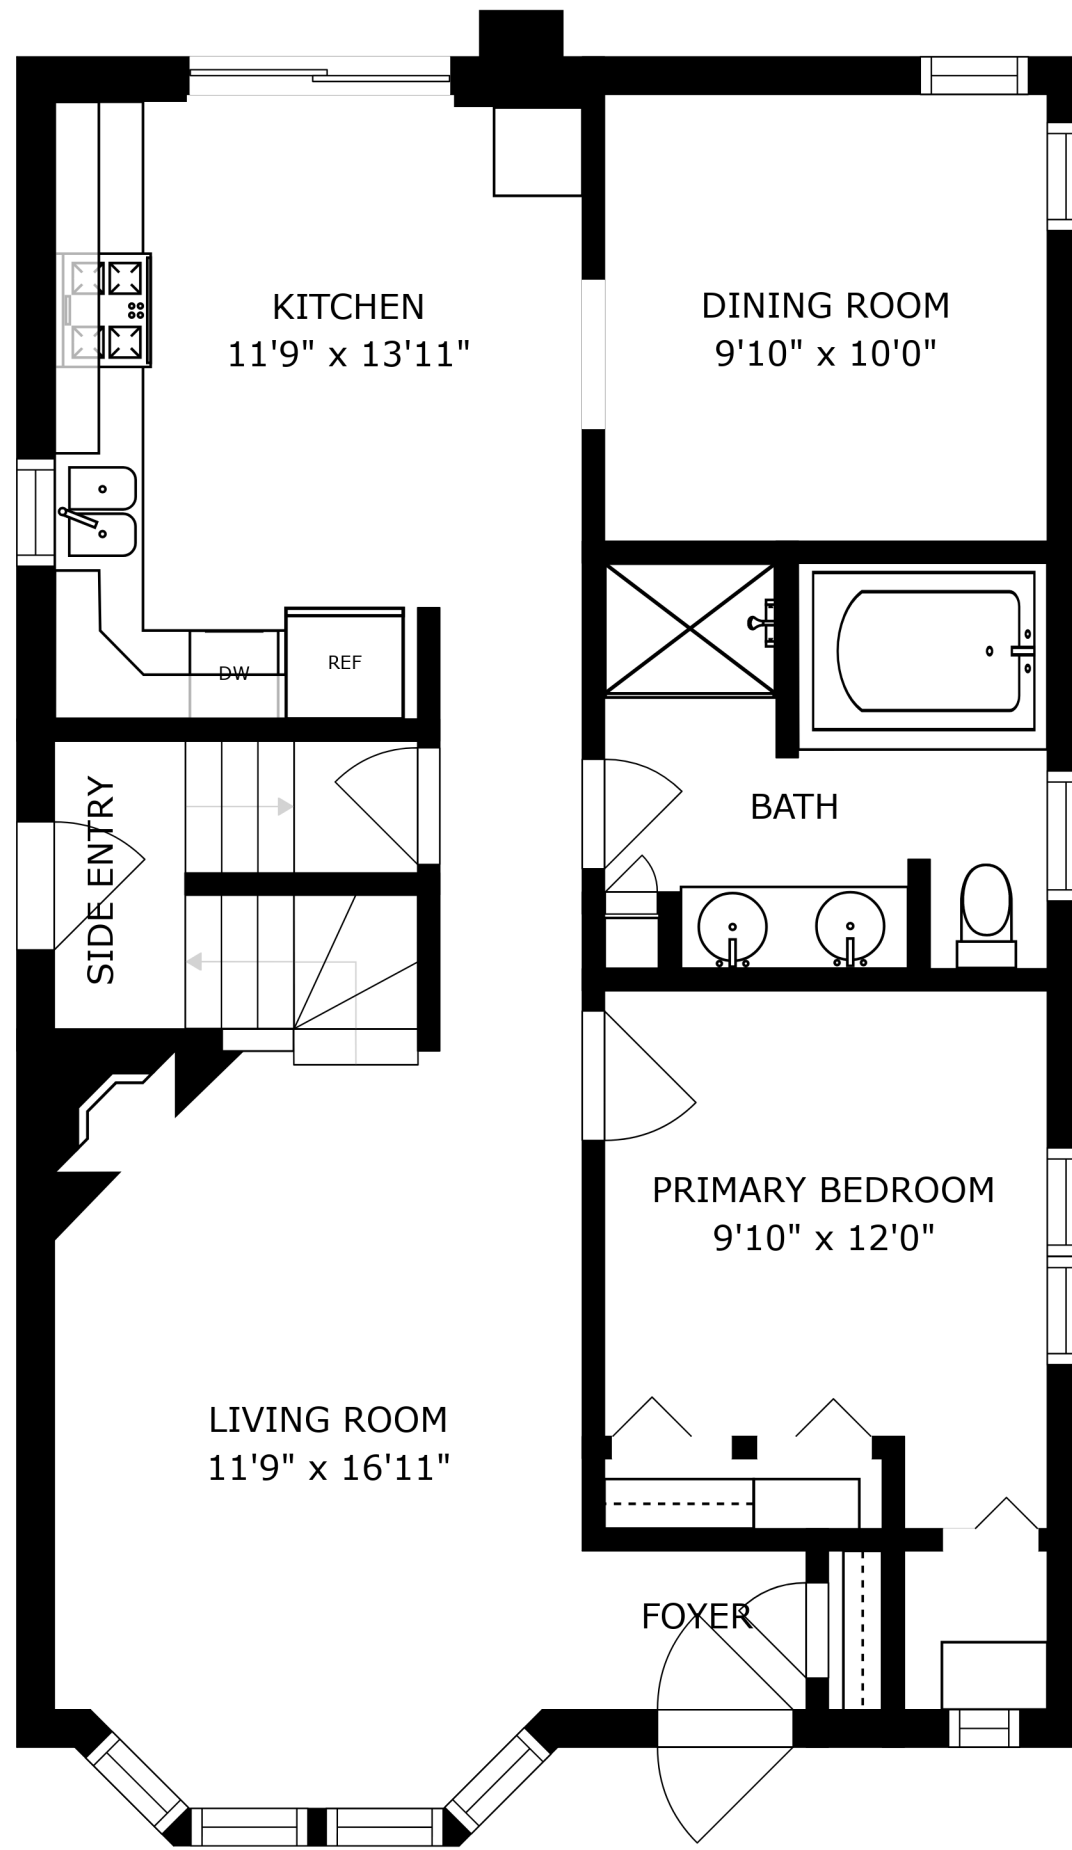 KITCHEN
11'9" x 13'11"
DINING ROOM
9'10" x 10'0"
DW
REF
SIDE ENTRY
BATH
PRIMARY BEDROOM
9'10" x 12'0"
LIVING ROOM
11'9" x 16'11"
FOYER